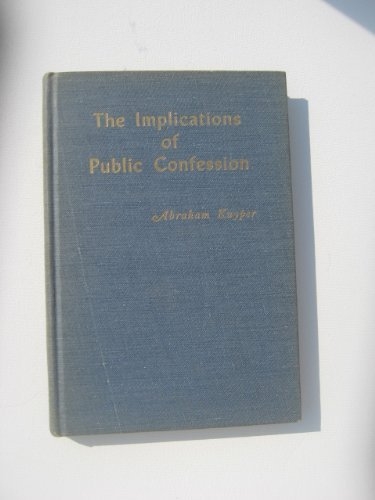 The Implications
of
Public Confession
Abraham Kuyper